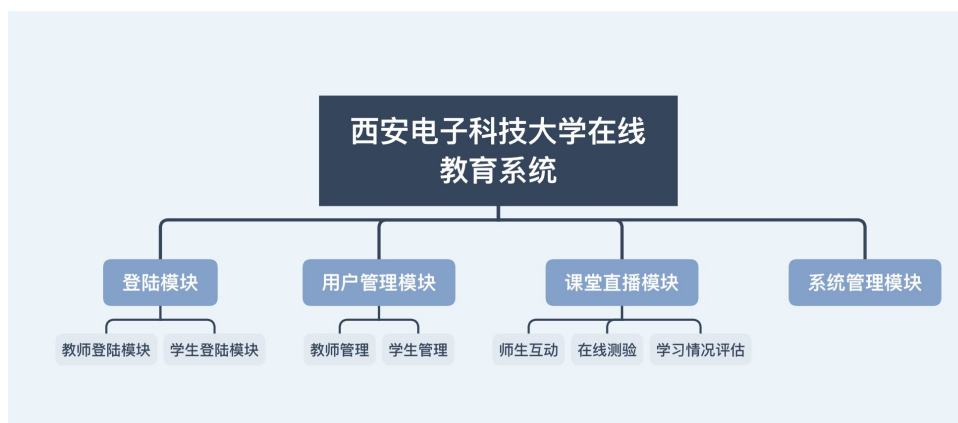 西安电子科技大学在线
教育系统
登陆模块
用户管理模块
课堂直播模块
系统管理模块
教师登陆模块
学生登陆模块
教师管理
学生管理
师生互动
在线测验
学习情况评估